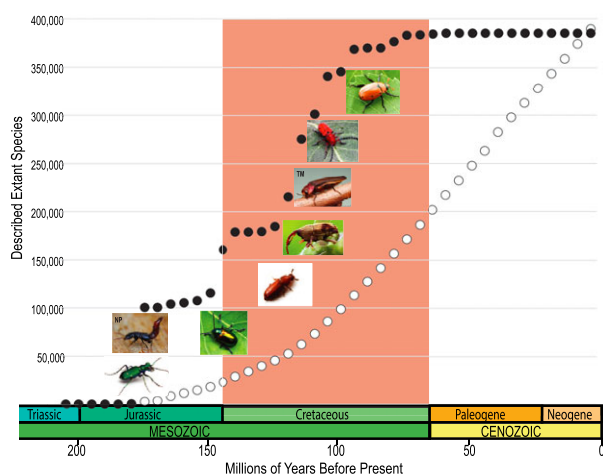 400,000
350,000
300,000
250,000
200,000
150,000
100,000
50,000
Described Extant Species
TM
NP
Triassic Jurassic Cretaceous Paleogene Neogene
MESOZOIC CENOZOIC
200 150 100 50 0
Millions of Years Before Present